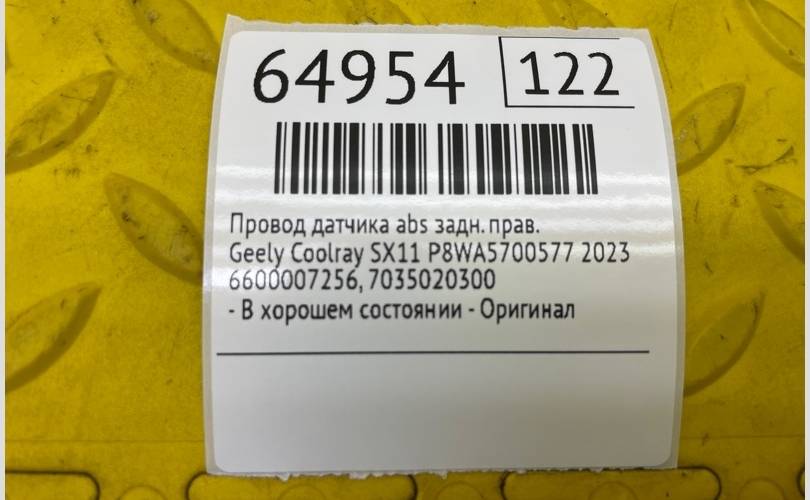 64954 122
Провод датчика abs задн. прав.
Geely Coolray SX11 P8WA5700577 2023
6600007256, 7035020300
- В хорошем состоянии - Оригинал